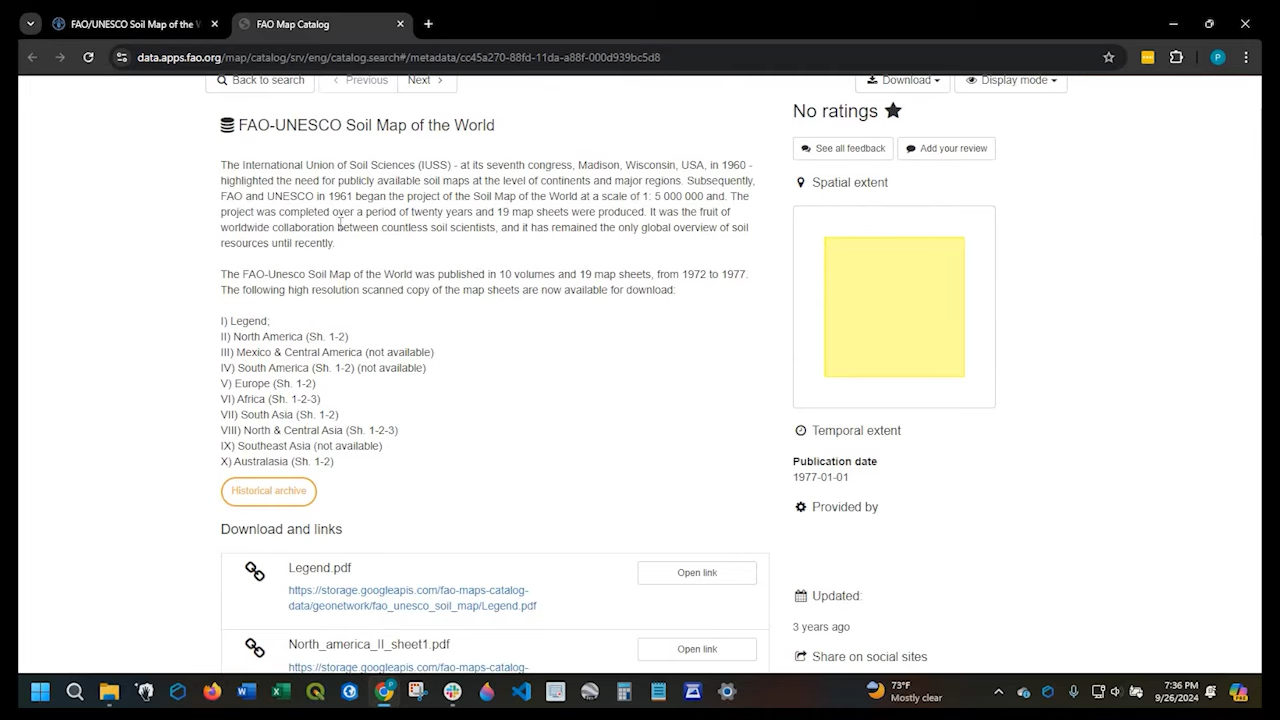 FAO/UNESCO Soil Map of the V
FAO Map Catalog
data.apps.fao.org/map/catalog/srv/eng/catalog.search#/metadata/cc45a270-88fd-11da-a88f-000d939bc5d8
P
Back to search
Previous
Next
Download
Display mode
FAO-UNESCO Soil Map of the World
The International Union of Soil Sciences (IUSS) - at its seventh congress, Madison, Wisconsin, USA, in 1960 -
highlighted the need for publicly available soil maps at the level of continents and major regions. Subsequently,
FAO and UNESCO in 1961 began the project of the Soil Map of the World at a scale of 1: 5 000 000 and. The
project was completed over a period of twenty years and 19 map sheets were produced. It was the fruit of
worldwide collaboration between countless soil scientists, and it has remained the only global overview of soil
resources until recently.
The FAO-Unesco Soil Map of the World was published in 10 volumes and 19 map sheets, from 1972 to 1977.
The following high resolution scanned copy of the map sheets are now available for download:
I) Legend;
II) North America (Sh. 1-2)
III) Mexico & Central America (not available)
IV) South America (Sh. 1-2) (not available)
V) Europe (Sh. 1-2)
VI) Africa (Sh. 1-2-3)
VII) South Asia (Sh. 1-2)
VIII) North & Central Asia (Sh. 1-2-3)
IX) Southeast Asia (not available)
X) Australasia (Sh. 1-2)
Historical archive
Download and links
Legend.pdf
https://storage.googleapis.com/fao-maps-catalog-
data/geonetwork/fao_unesco_soil_map/Legend.pdf
Open link
North_america_II_sheet1.pdf
https://storage.googleapis.com/fao-maps-catalog-
Open link
No ratings
See all feedback
Add your review
Spatial extent
Temporal extent
Publication date
1977-01-01
Provided by
Updated:
3 years ago
Share on social sites
73°F
Mostly clear
7:36 PM
9/26/2024